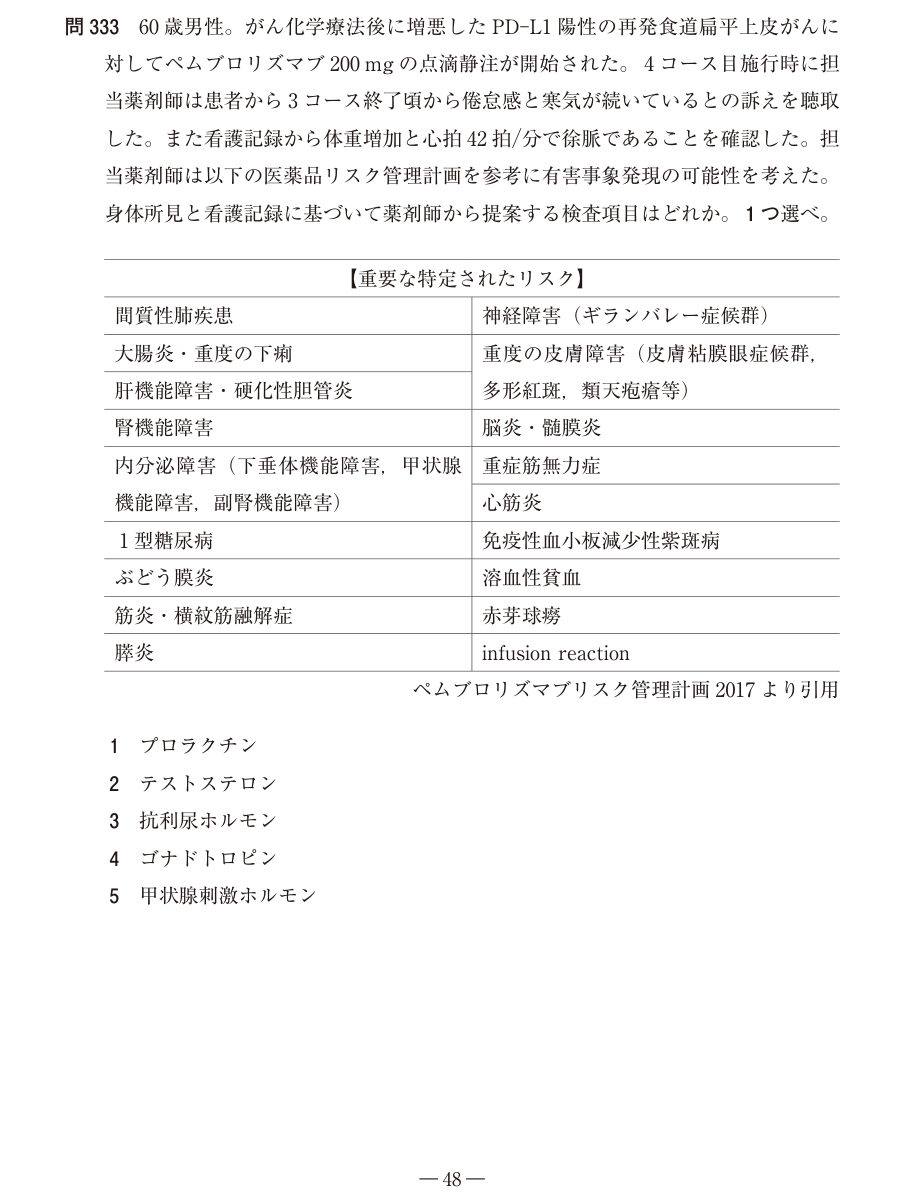 問 333　60 歳男性。がん化学療法後に増悪した PD-L1 陽性の再発食道扁平上皮がんに
対してペムブロリズマブ 200 mg の点滴静注が開始された。4 コース目施行時に担
当薬剤師は患者から 3 コース終了頃から倦怠感と寒気が続いているとの訴えを聴取
した。また看護記録から体重増加と心拍 42 拍/分で徐脈であることを確認した。担
当薬剤師は以下の医薬品リスク管理計画を参考に有害事象発現の可能性を考えた。
身体所見と看護記録に基づいて薬剤師から提案する検査項目はどれか。1つ選べ。
【重要な特定されたリスク】
間質性肺疾患
神経障害（ギランバレー症候群）
大腸炎・重度の下痢
重度の皮膚障害（皮膚粘膜眼症候群，
肝機能障害・硬化性胆管炎
多形紅斑，類天疱瘡等）
腎機能障害
脳炎・髄膜炎
内分泌障害（下垂体機能障害，甲状腺
重症筋無力症
機能障害，副腎機能障害）
心筋炎
1 型糖尿病
免疫性血小板減少性紫斑病
ぶどう膜炎
溶血性貧血
筋炎・横紋筋融解症
赤芽球癆
膵炎
infusion reaction
ペムブロリズマブリスク管理計画 2017 より引用
1　プロラクチン
2　テストステロン
3　抗利尿ホルモン
4　ゴナドトロピン
5　甲状腺刺激ホルモン
― 48 ―